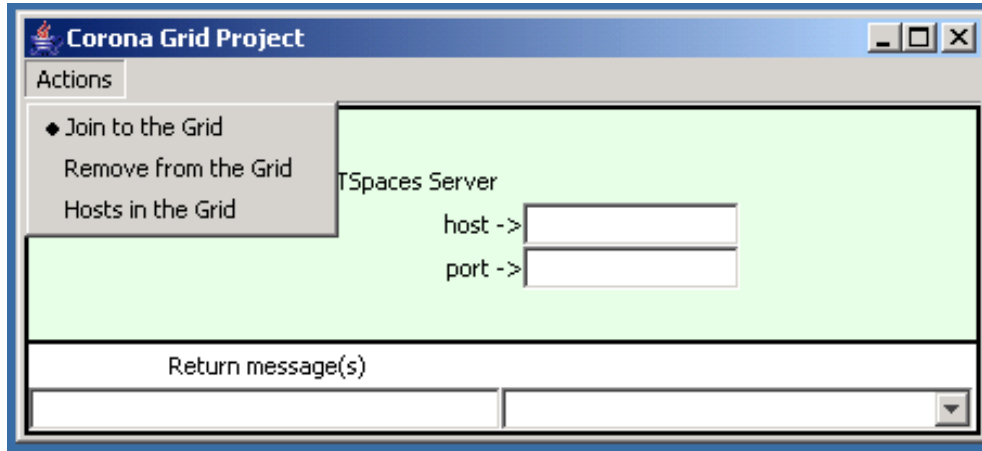 Corona Grid Project
Actions
Join to the Grid
Remove from the Grid
Hosts in the Grid
TSpaces Server
host ->
port ->
Return message(s)